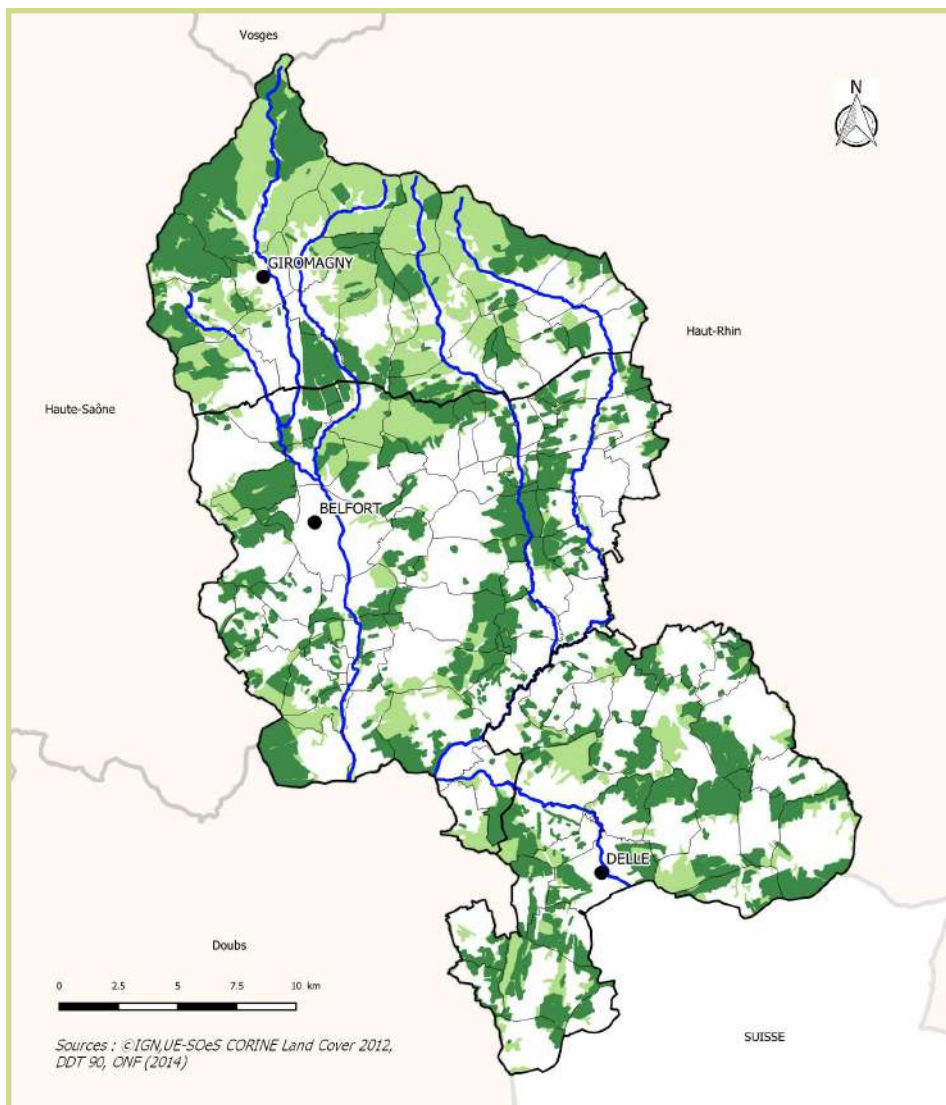 Vosges
N
GIROMAGNY
Haut-Rhin
Haute-Saône
BELFORT
DELLE
Doubs
0 2.5 5 7.5 10 km
SUISSE
Sources : ©IGN,UE-SOeS CORINE Land Cover 2012,
DDT 90, ONF (2014)